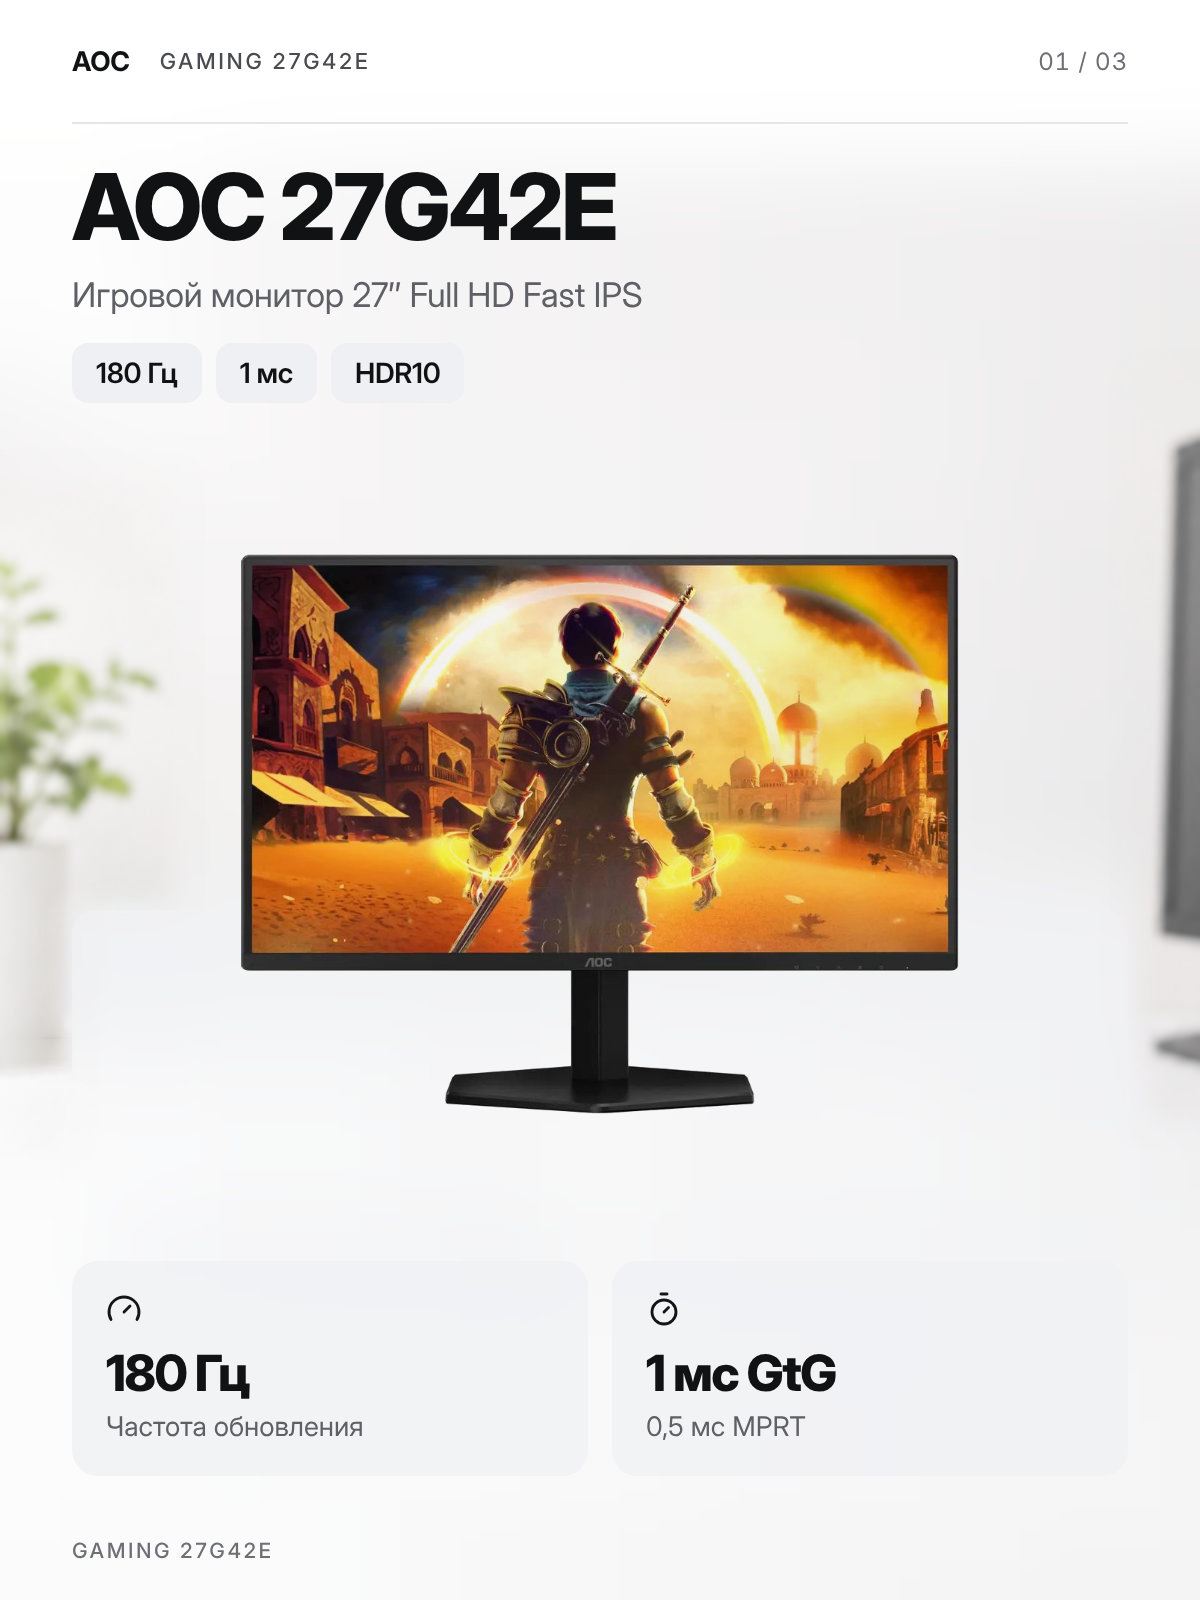 AOC GAMING 27G42E 01 / 03
AOC 27G42E
Игровой монитор 27″ Full HD Fast IPS
180 Гц 1 мс HDR10
AOC
180 Гц
Частота обновления
1 мс GtG
0,5 мс MPRT
GAMING 27G42E